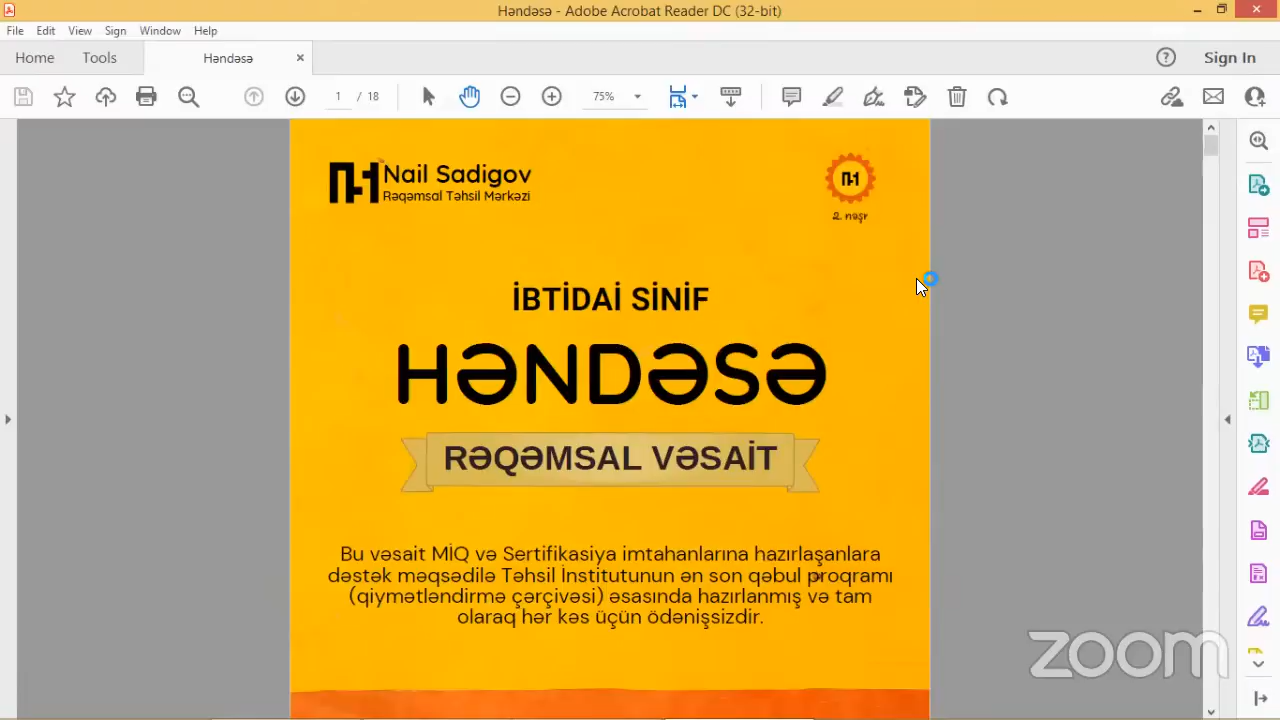 Həndəsə - Adobe Acrobat Reader DC (32-bit)
File Edit View Sign Window Help
Home Tools Həndəsə × ? Sign In
1 / 18 75%
Nail Sadigov
Rəqəmsal Təhsil Mərkəzi
2. nəşr
İBTİDAİ SİNİF
HƏNDƏSƏ
RƏQƏMSAL VƏSAİT
Bu vəsait MİQ və Sertifikasiya imtahanlarına hazırlaşanlara
dəstək məqsədilə Təhsil İnstitutunun ən son qəbul proqramı
(qiymətləndirmə çərçivəsi) əsasında hazırlanmış və tam
olaraq hər kəs üçün ödənişsizdir.
zoom